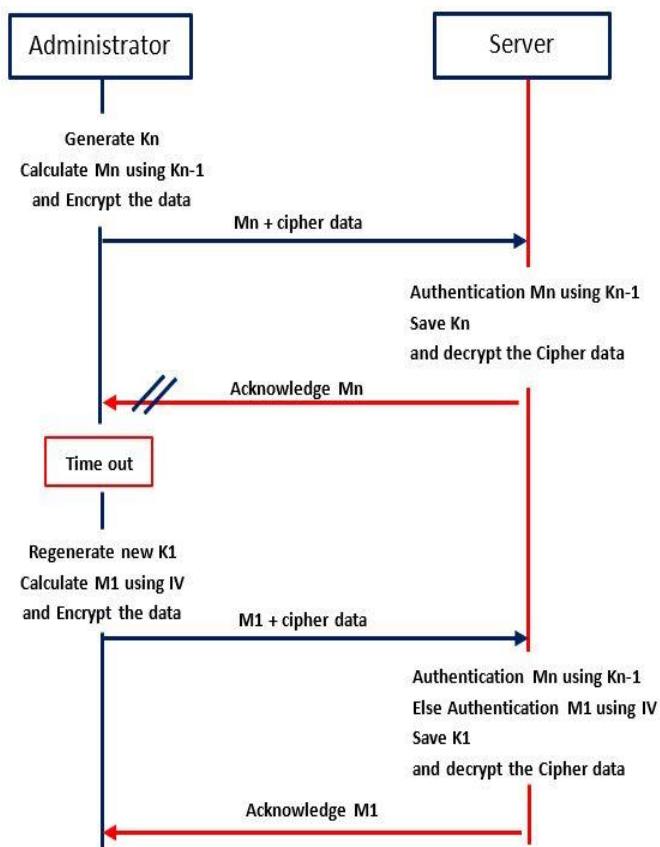 Administrator
Server
Generate Kn
Calculate Mn using Kn-1
and Encrypt the data
Mn + cipher data
Authentication Mn using Kn-1
Save Kn
and decrypt the Cipher data
Acknowledge Mn
Time out
Regenerate new K1
Calculate M1 using IV
and Encrypt the data
M1 + cipher data
Authentication Mn using Kn-1
Else Authentication M1 using IV
Save K1
and decrypt the Cipher data
Acknowledge M1